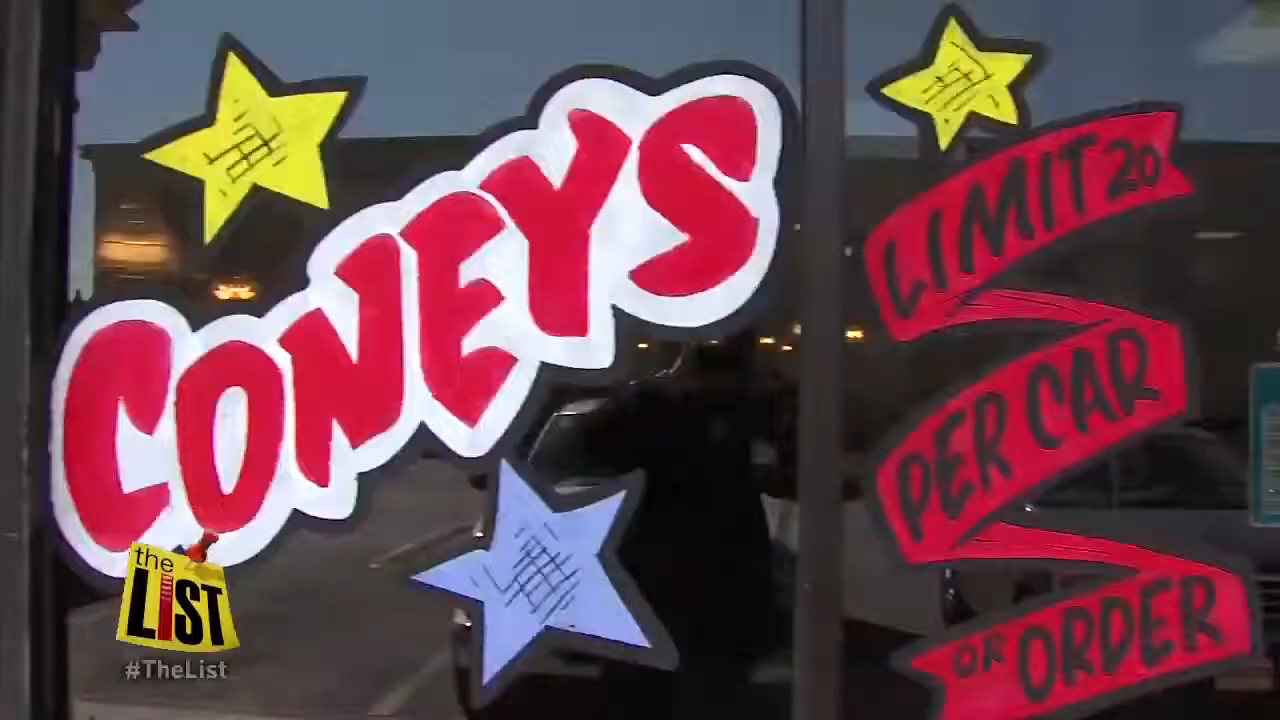 CONEYS
LIMIT 20
PER CAR
OR ORDER
the
LIST
#TheList